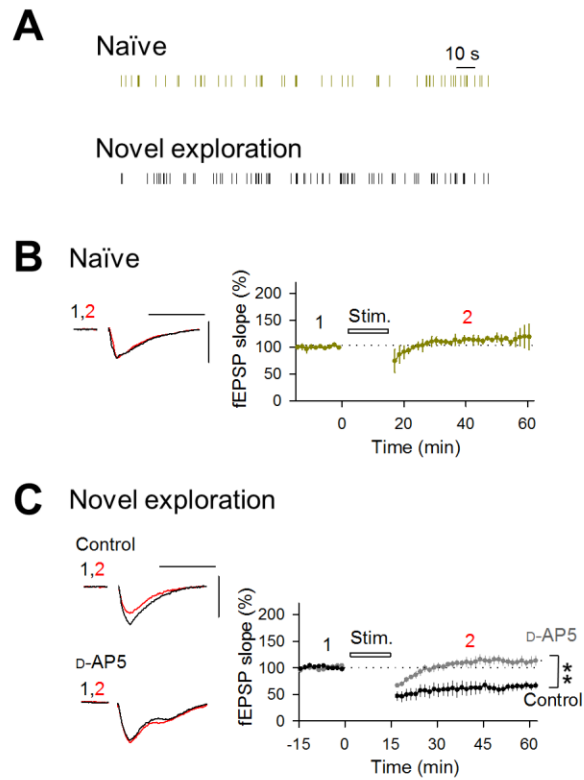 A
Naïve
10 s
Novel exploration
B Naïve
1,2
fEPSP slope (%)
200
150
100
50
0
1
Stim.
2
0 20 40 60
Time (min)
C Novel exploration
Control
1,2
D-AP5
1,2
fEPSP slope (%)
200
150
100
50
0
1
Stim.
2
D-AP5
**
Control
-15 0 15 30 45 60
Time (min)